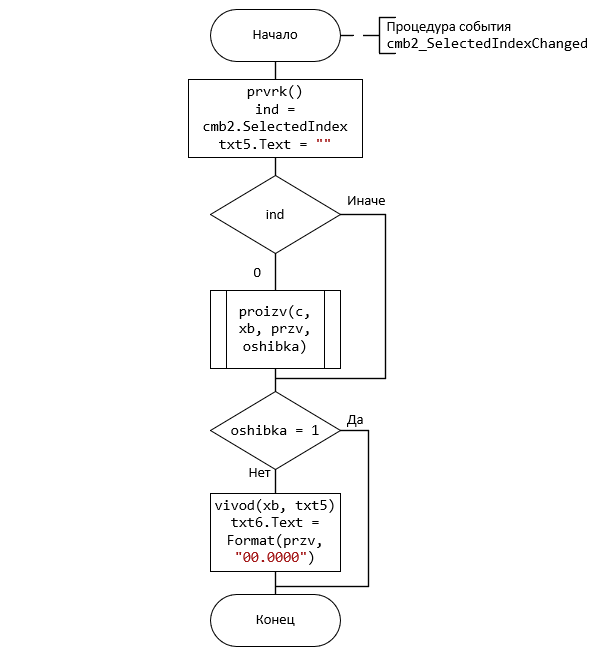 Начало
Процедура события
cmb2_SelectedIndexChanged
prvrk()
ind =
cmb2.SelectedIndex
txt5.Text = ""
ind
Иначе
0
proizv(c,
xb, przv,
oshibka)
oshibka = 1
Да
Нет
vivod(xb, txt5)
txt6.Text =
Format(przv,
"00.0000")
Конец